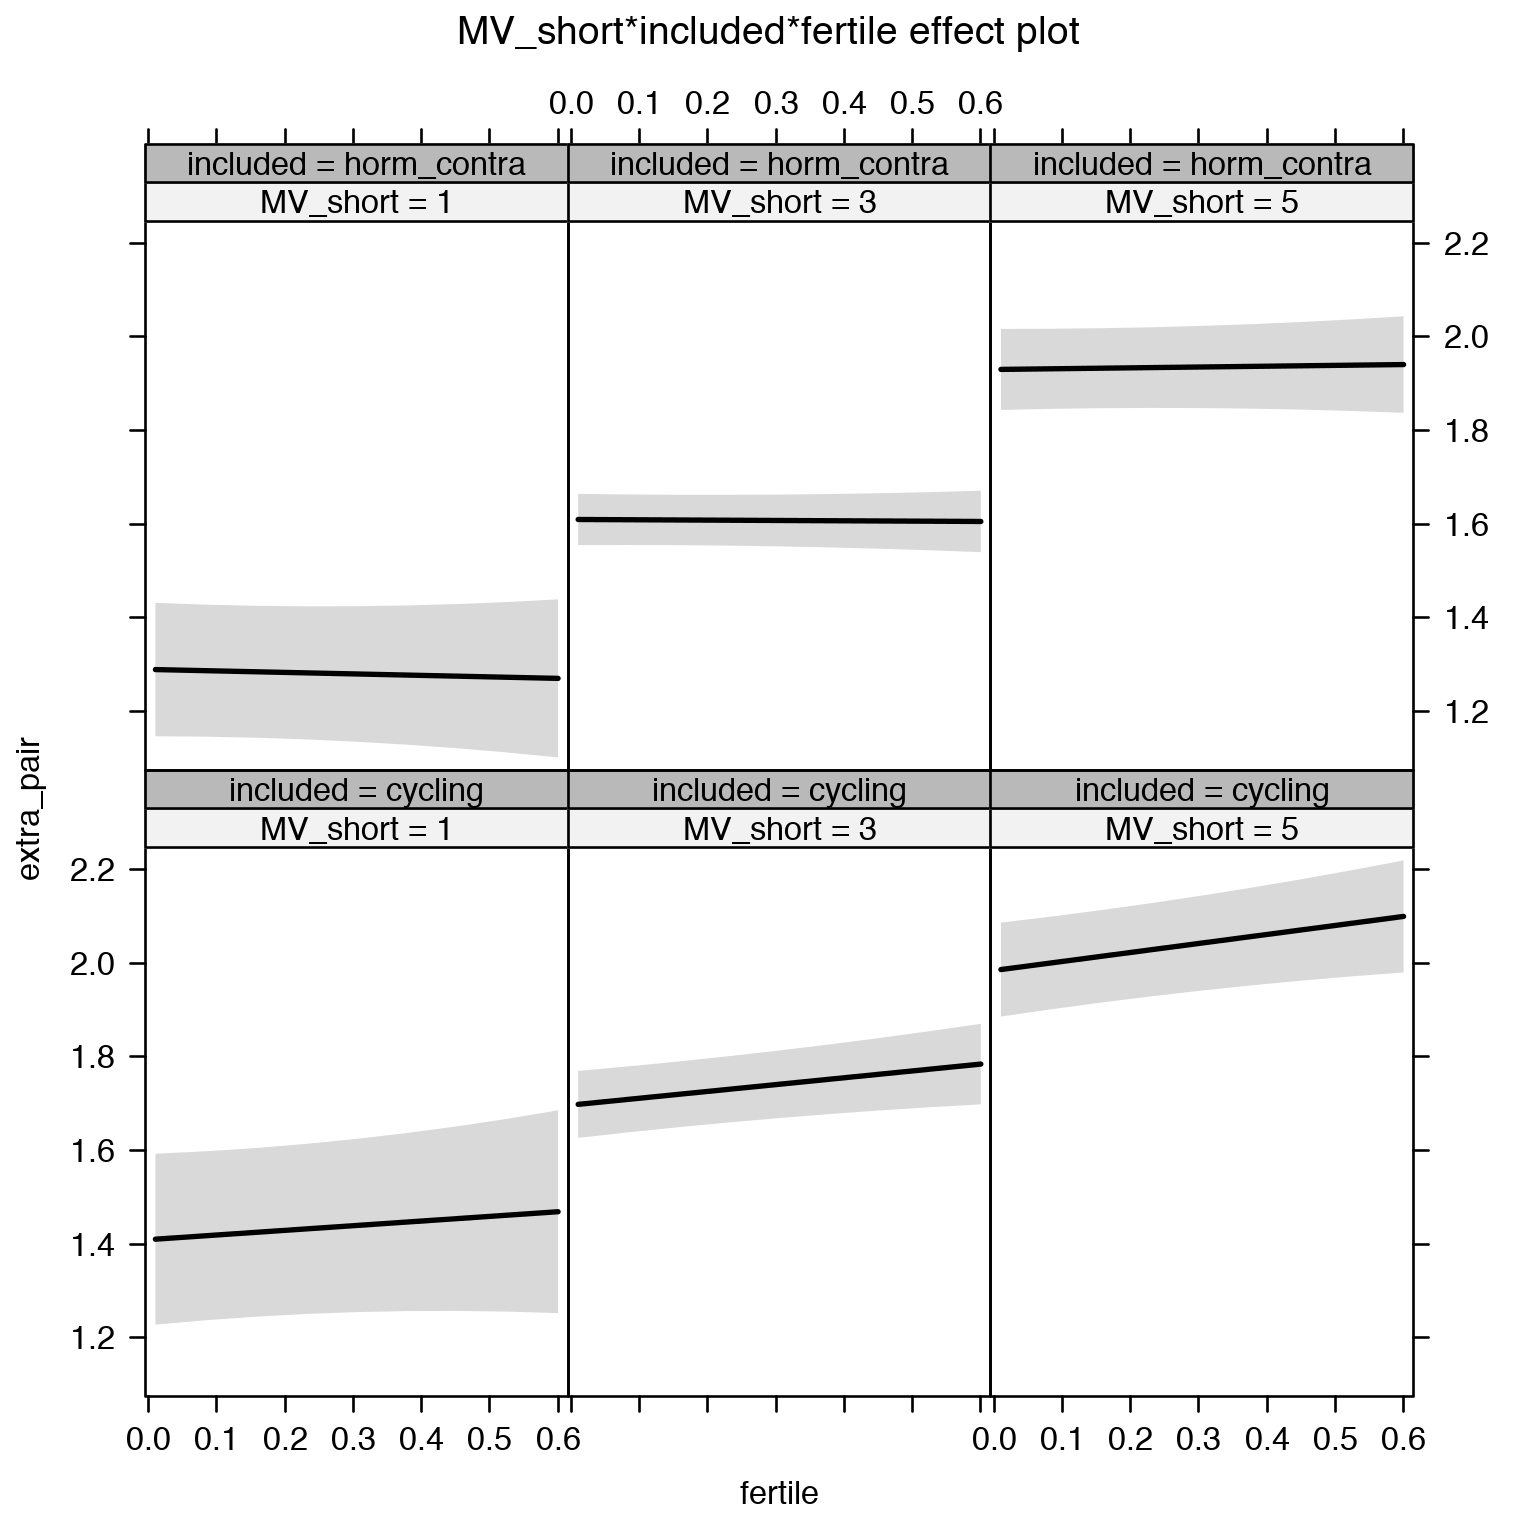 MV_short*included*fertile effect plot
0.0 0.1 0.2 0.3 0.4 0.5 0.6
included = horm_contra included = horm_contra included = horm_contra
MV_short = 1 MV_short = 3 MV_short = 5
2.2
2.0
1.8
1.6
1.4
1.2
extra_pair
included = cycling included = cycling included = cycling
MV_short = 1 MV_short = 3 MV_short = 5
2.2
2.0
1.8
1.6
1.4
1.2
0.0 0.1 0.2 0.3 0.4 0.5 0.6 0.0 0.1 0.2 0.3 0.4 0.5 0.6
fertile